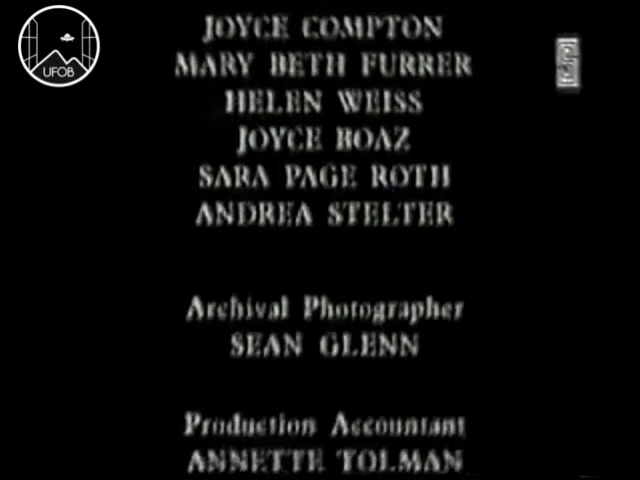 JOYCE COMPTON
MARY BETH FURRER
HELEN WEISS
JOYCE BOAZ
SARA PAGE ROTH
ANDREA STELTER
Archival Photographer
SEAN GLENN
Production Accountant
ANNETTE TOLMAN
UFOB